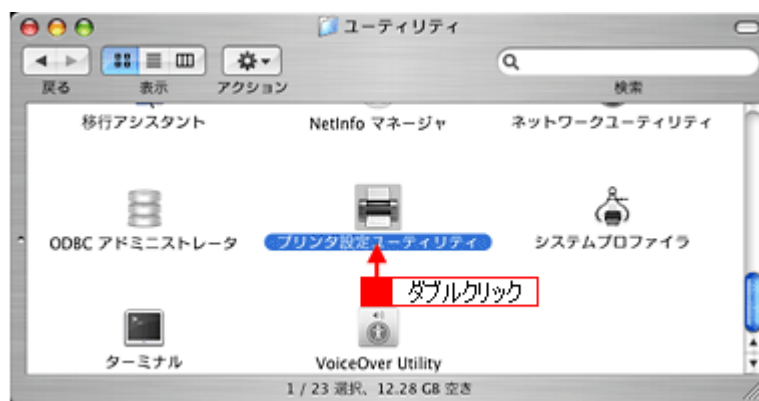 ユーティリティ
戻る 表示 アクション 検索
移行アシスタント NetInfo マネージャ ネットワークユーティリティ
ODBC アドミニストレータ プリンタ設定ユーティリティ システムプロファイラ
ダブルクリック
ターミナル VoiceOver Utility
1 / 23 選択、12.28 GB 空き